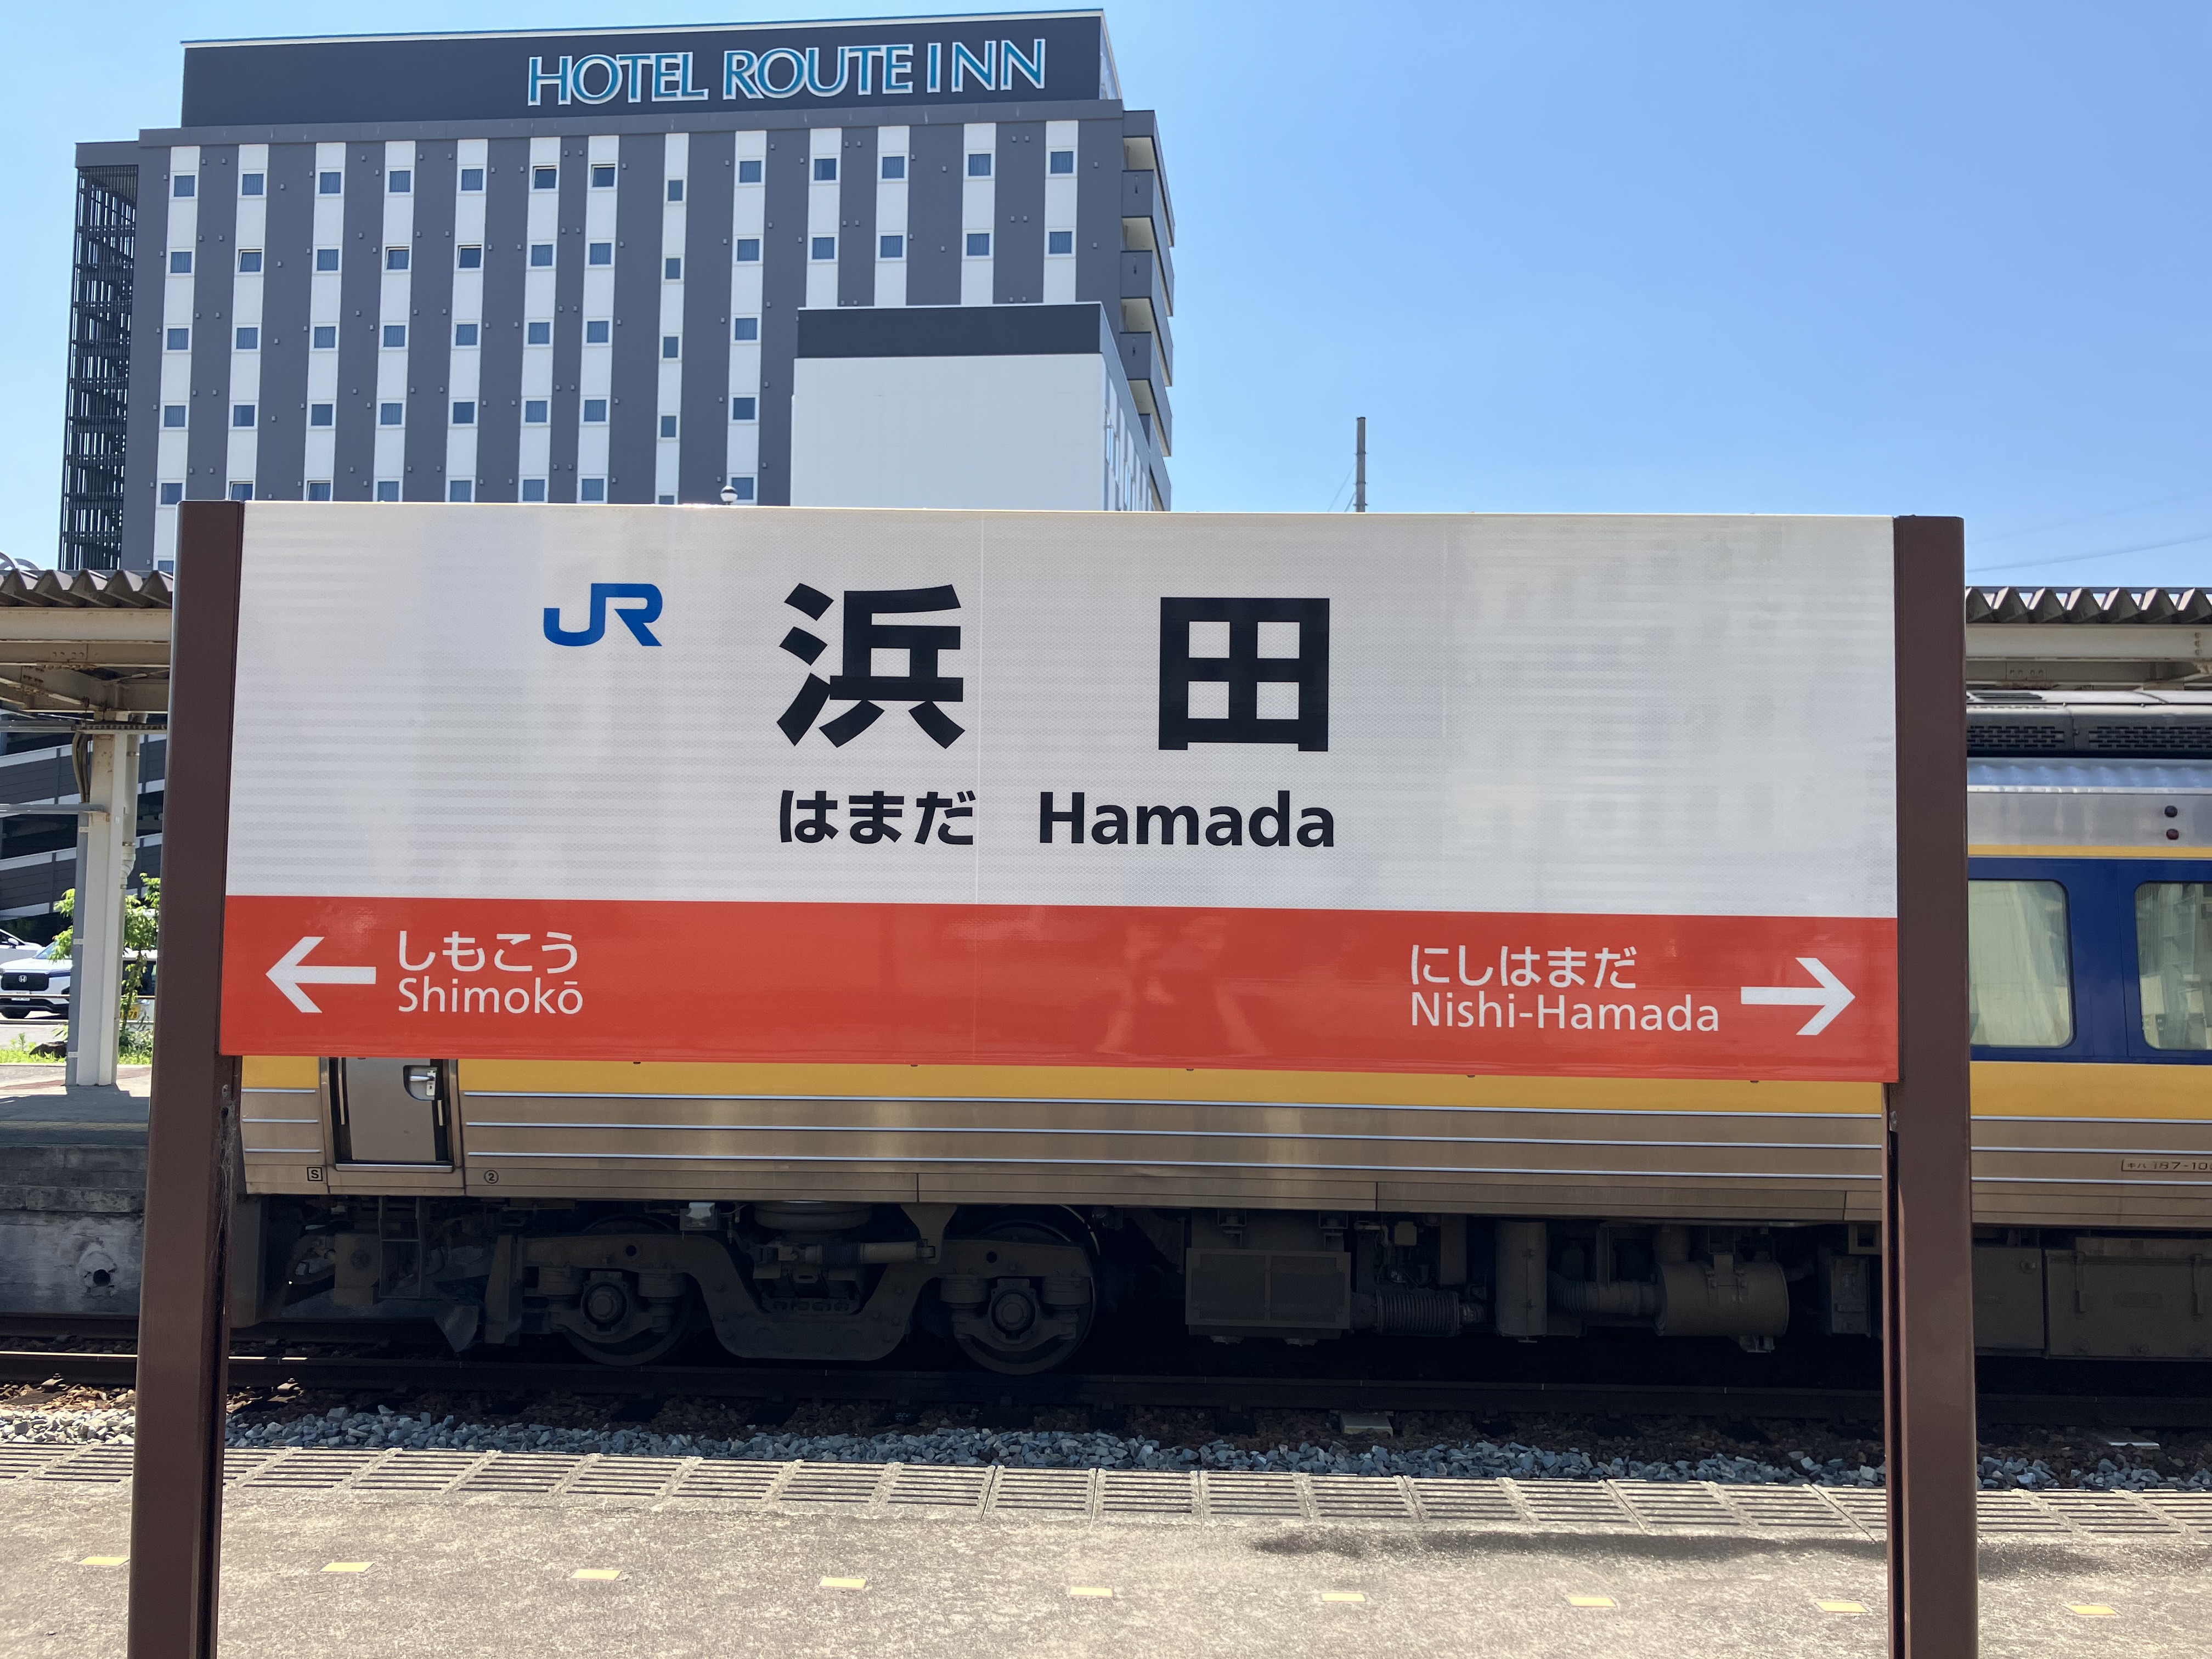 HOTEL ROUTE INN
JR
浜田
はまだ Hamada
しもこう
Shimokō
にしはまだ
Nishi-Hamada
S
②